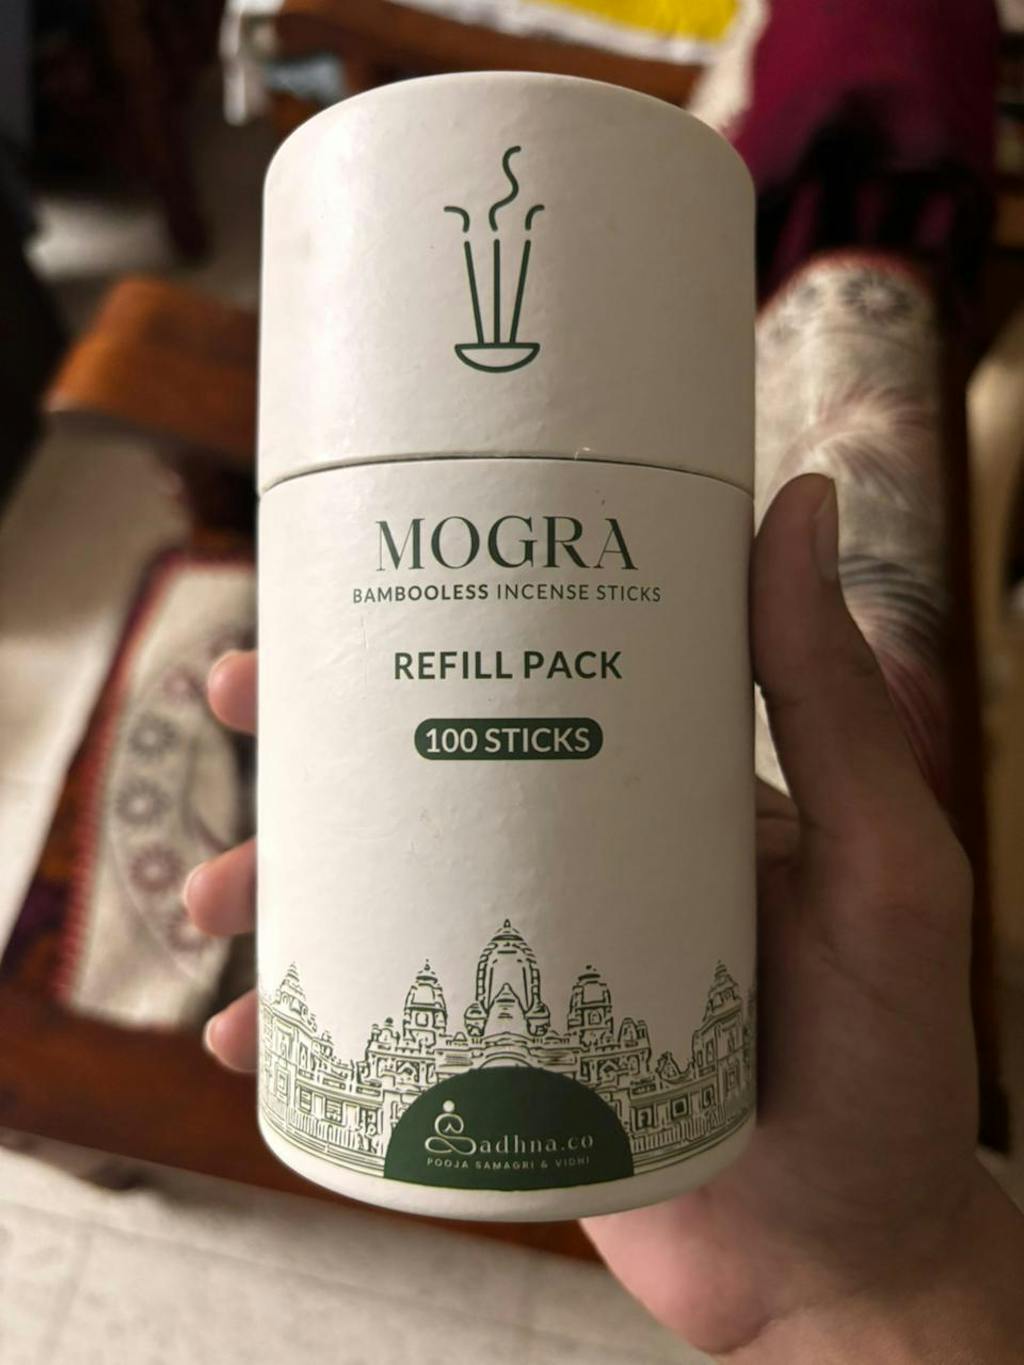 MOGRA
BAMBOOLESS INCENSE STICKS
REFILL PACK
100 STICKS
Sadhna.co
POOJA SAMAGRI & VIDHI